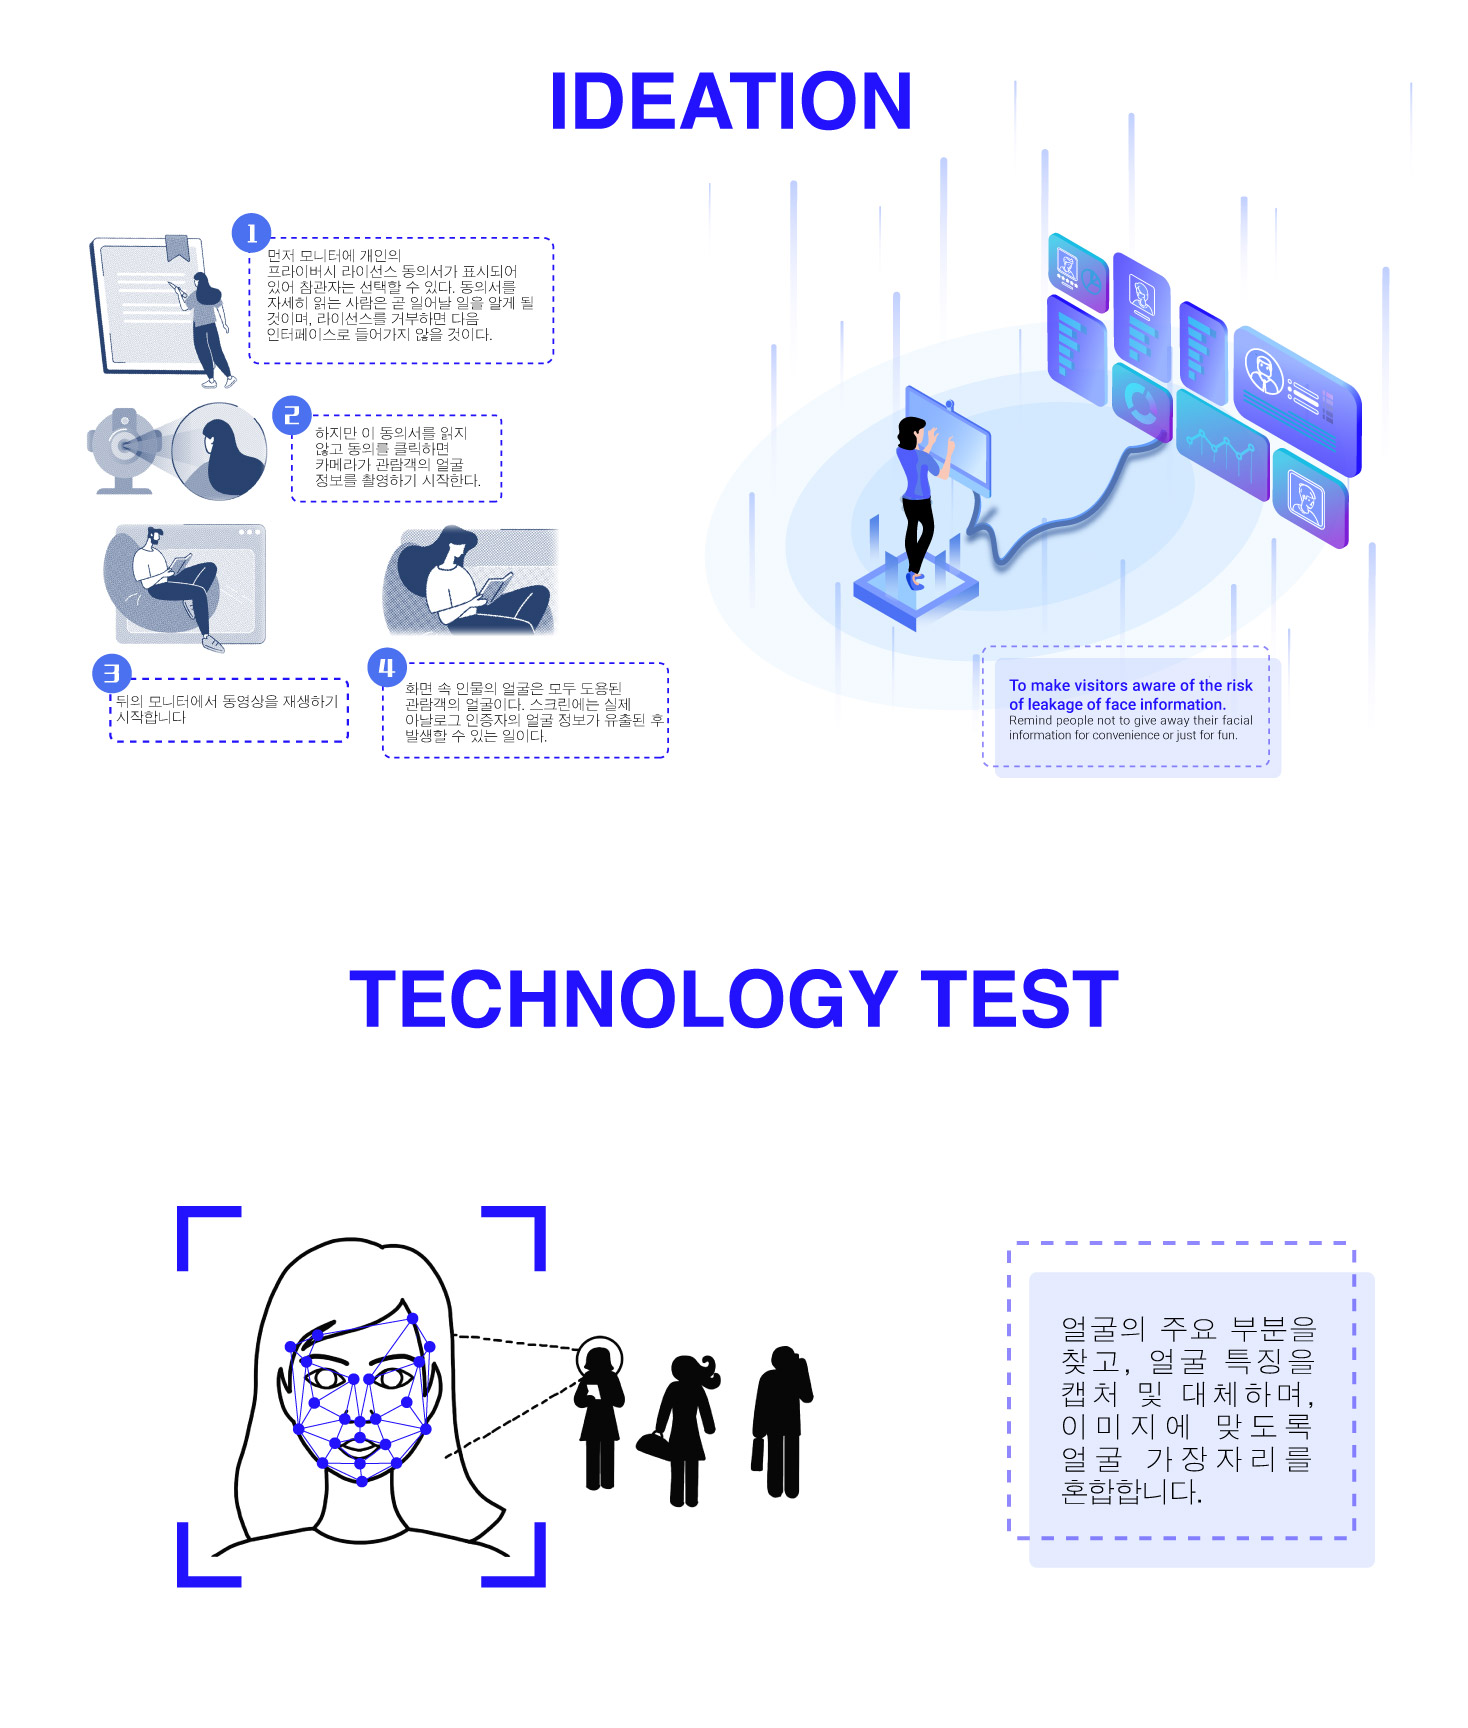 IDEATION
1
먼저 모니터에 개인의
프라이버시 라이선스 동의서가 표시되어
있어 참관자는 선택할 수 있다. 동의서를
자세히 읽는 사람은 곧 일어날 일을 알게 될
것이며, 라이선스를 거부하면 다음
인터페이스로 들어가지 않을 것이다.
2
하지만 이 동의서를 읽지
않고 동의를 클릭하면
카메라가 관람객의 얼굴
정보를 촬영하기 시작한다.
3
뒤의 모니터에서 동영상을 재생하기
시작합니다
4
화면 속 인물의 얼굴은 모두 도용된
관람객의 얼굴이다. 스크린에는 실제
아날로그 인증자의 얼굴 정보가 유출된 후
발생할 수 있는 일이다.
To make visitors aware of the risk
of leakage of face information.
Remind people not to give away their facial
information for convenience or just for fun.
TECHNOLOGY TEST
얼굴의 주요 부분을
찾고, 얼굴 특징을
캡처 및 대체하며,
이미지에 맞도록
얼굴 가장자리를
혼합합니다.